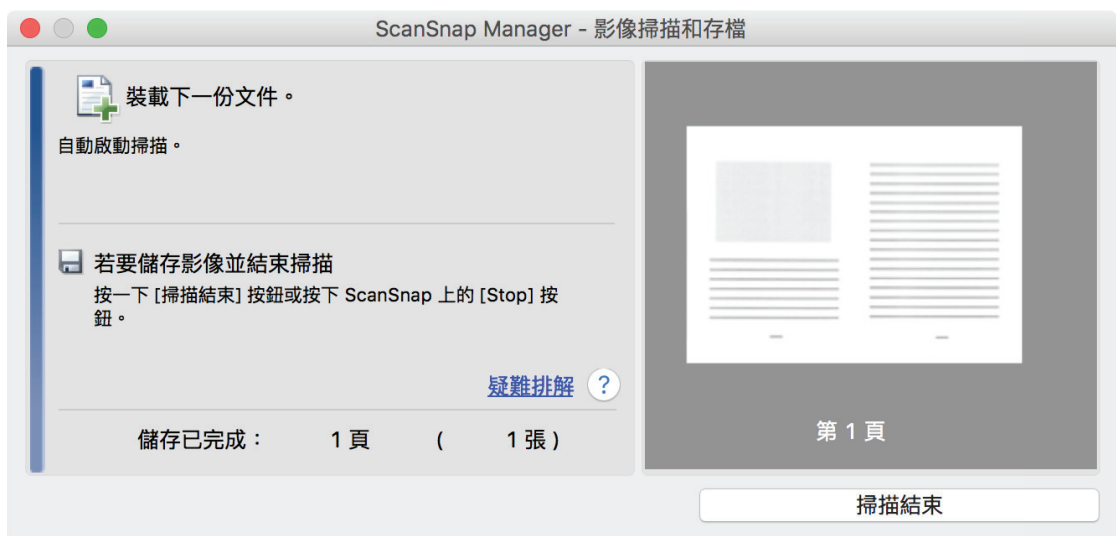 ScanSnap Manager - 影像掃描和存檔
裝載下一份文件。
自動啟動掃描。
若要儲存影像並結束掃描
按一下 [掃描結束] 按鈕或按下 ScanSnap 上的 [Stop] 按
鈕。
疑難排解 ?
儲存已完成： 1 頁 ( 1 張 )
第 1 頁
掃描結束